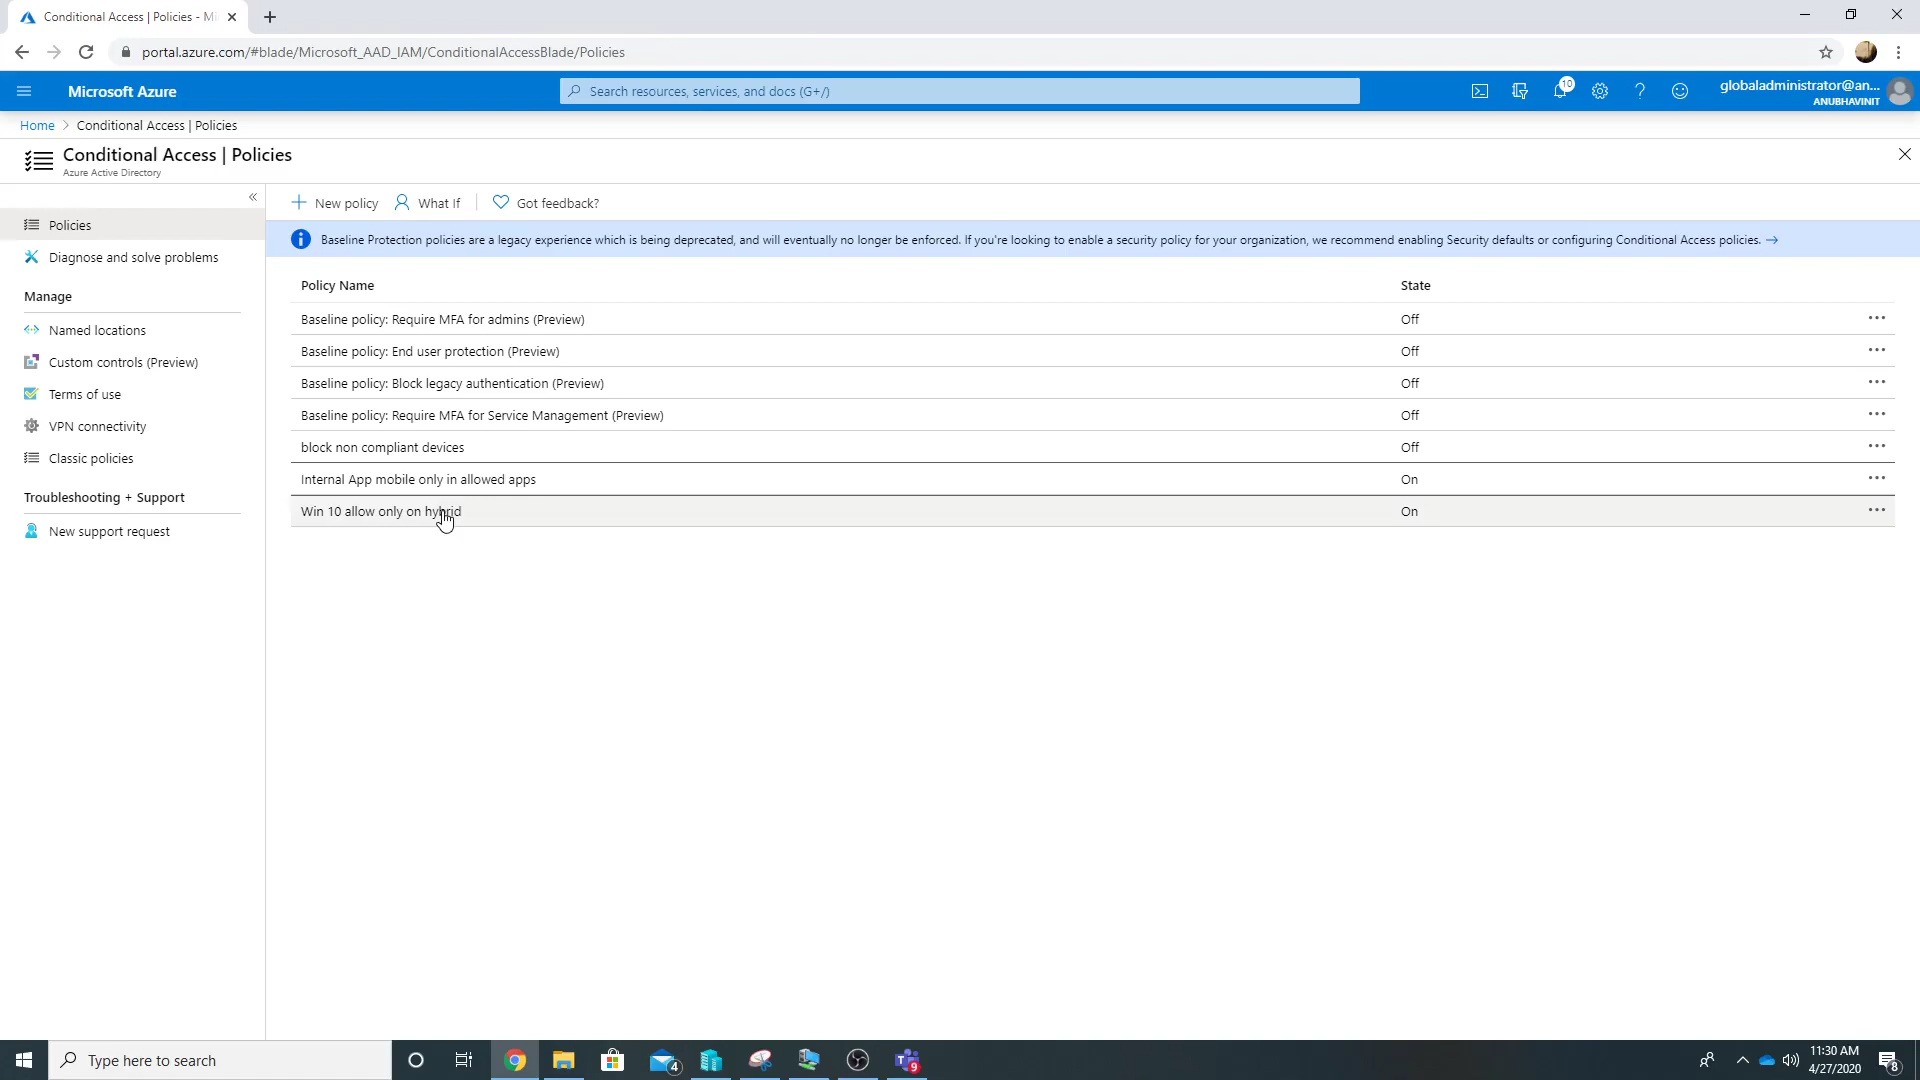 Conditional Access | Policies - Mi
portal.azure.com/#blade/Microsoft_AAD_IAM/ConditionalAccessBlade/Policies
Microsoft Azure
Search resources, services, and docs (G+/)
10
globaladministrator@an...
ANUBHAVINIT
Home > Conditional Access | Policies
Conditional Access | Policies
Azure Active Directory
Policies
Diagnose and solve problems
Manage
Named locations
Custom controls (Preview)
Terms of use
VPN connectivity
Classic policies
Troubleshooting + Support
New support request
New policy
What If
Got feedback?
Baseline Protection policies are a legacy experience which is being deprecated, and will eventually no longer be enforced. If you're looking to enable a security policy for your organization, we recommend enabling Security defaults or configuring Conditional Access policies. →
Policy Name State
Baseline policy: Require MFA for admins (Preview) Off
Baseline policy: End user protection (Preview) Off
Baseline policy: Block legacy authentication (Preview) Off
Baseline policy: Require MFA for Service Management (Preview) Off
block non compliant devices Off
Internal App mobile only in allowed apps On
Win 10 allow only on hybrid On
Type here to search
4
9
11:30 AM
4/27/2020
8